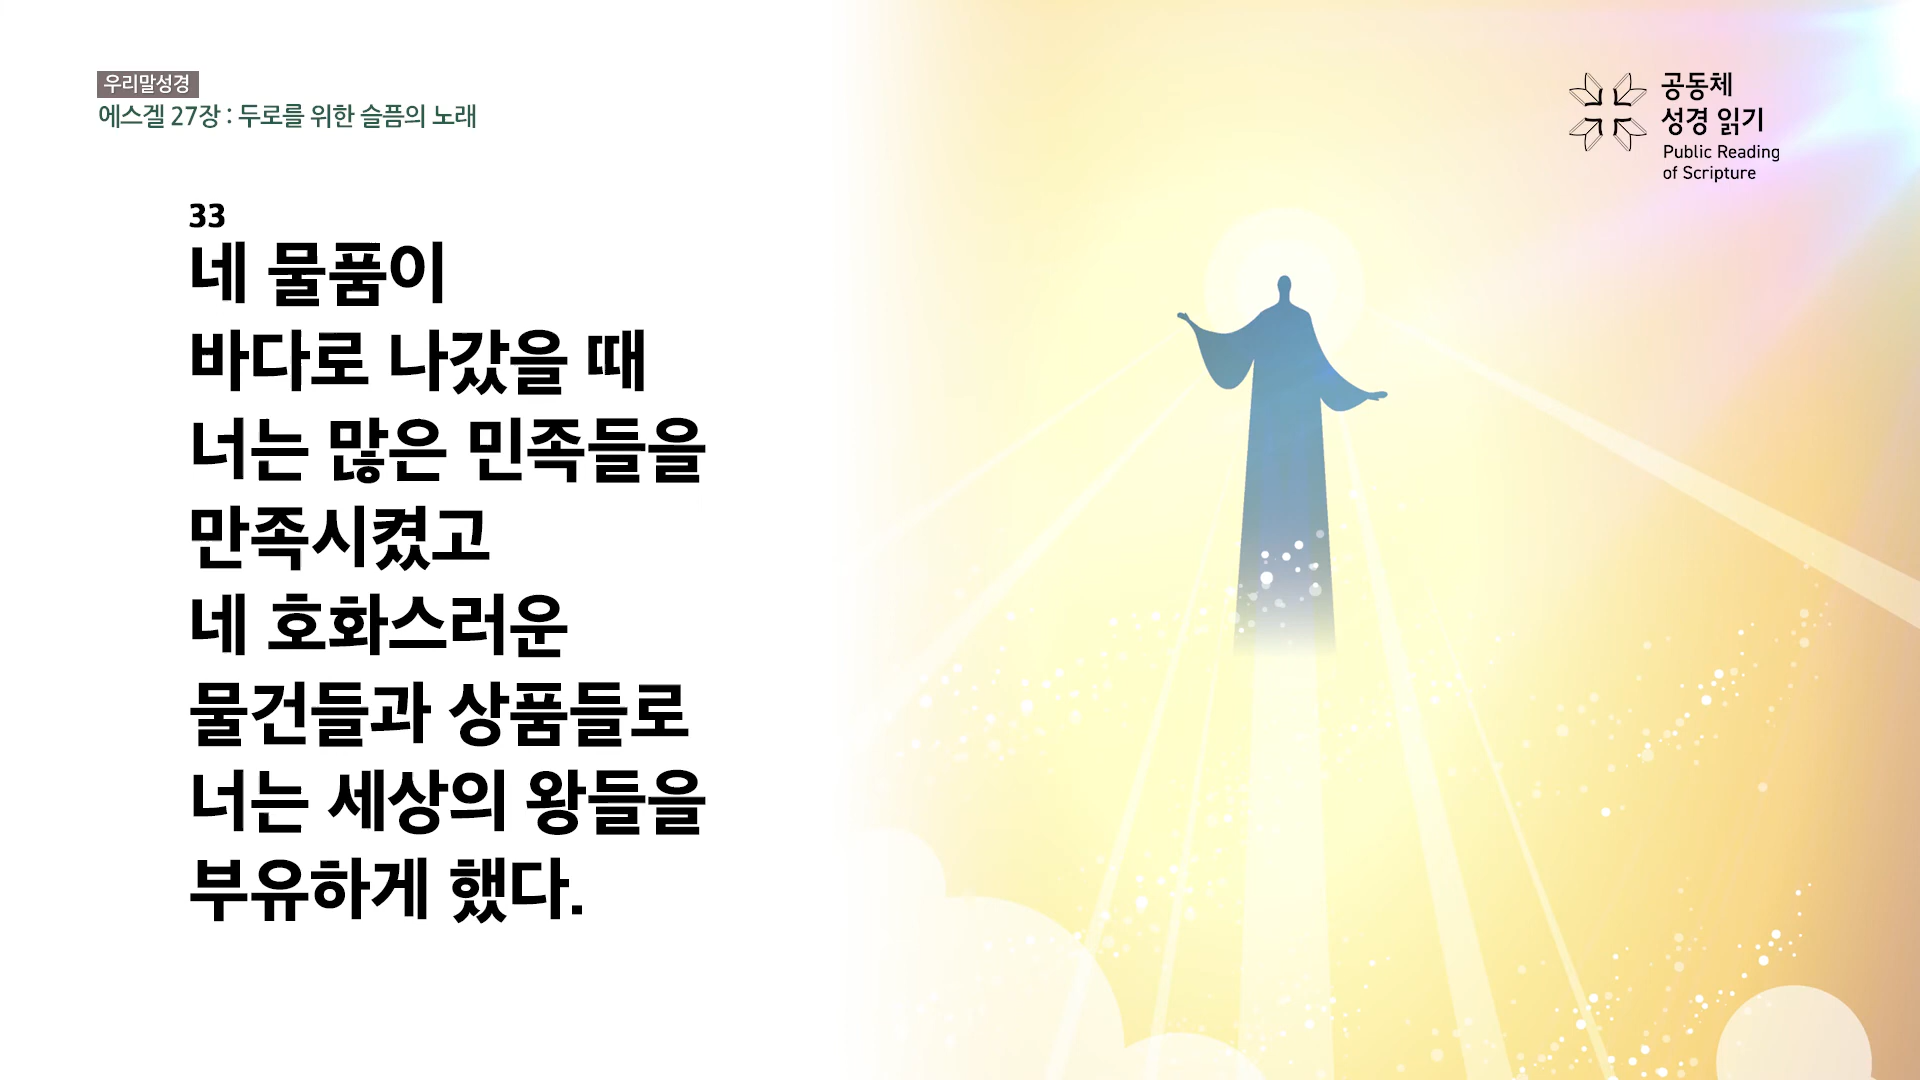 우리말성경
에스겔 27장 : 두로를 위한 슬픔의 노래
공동체
성경 읽기
Public Reading
of Scripture
33
네 물품이
바다로 나갔을 때
너는 많은 민족들을
만족시켰고
네 호화스러운
물건들과 상품들로
너는 세상의 왕들을
부유하게 했다.